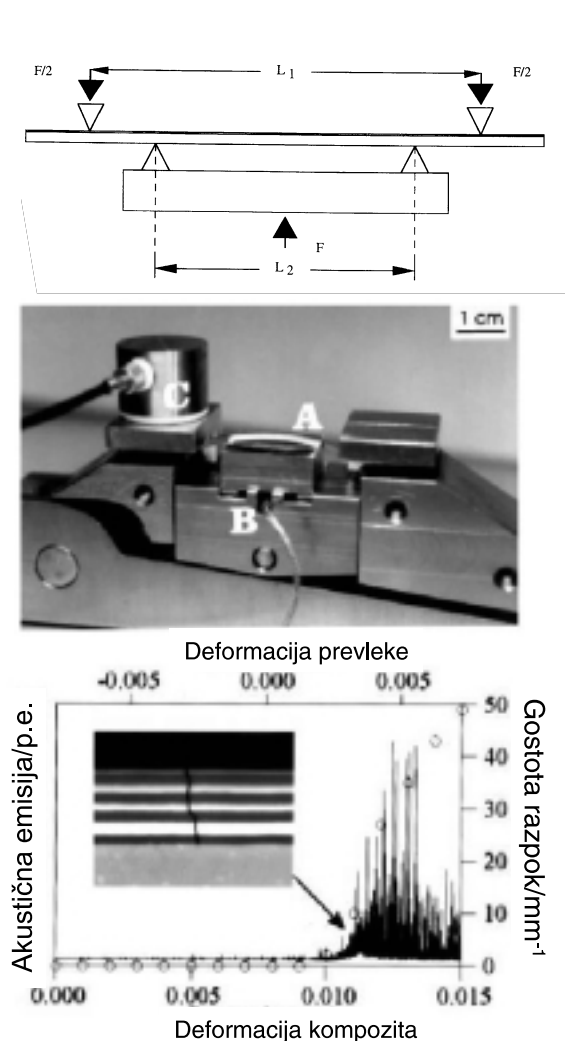 F/2 L 1 F/2
F
L 2
1 cm
C
A
B
Deformacija prevleke
-0.005 0.000 0.005
Akustična emisija/p.e.
50
40
30
20
10
0
Gostota razpok/mm-1
0.000 0.005 0.010 0.015
Deformacija kompozita